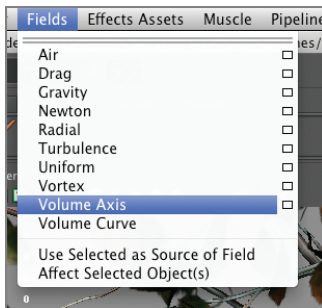 Fields Effects Assets Muscle Pipeline
Air
Drag
Gravity
Newton
Radial
Turbulence
Uniform
Vortex
Volume Axis
Volume Curve
Use Selected as Source of Field
Affect Selected Object(s)
0